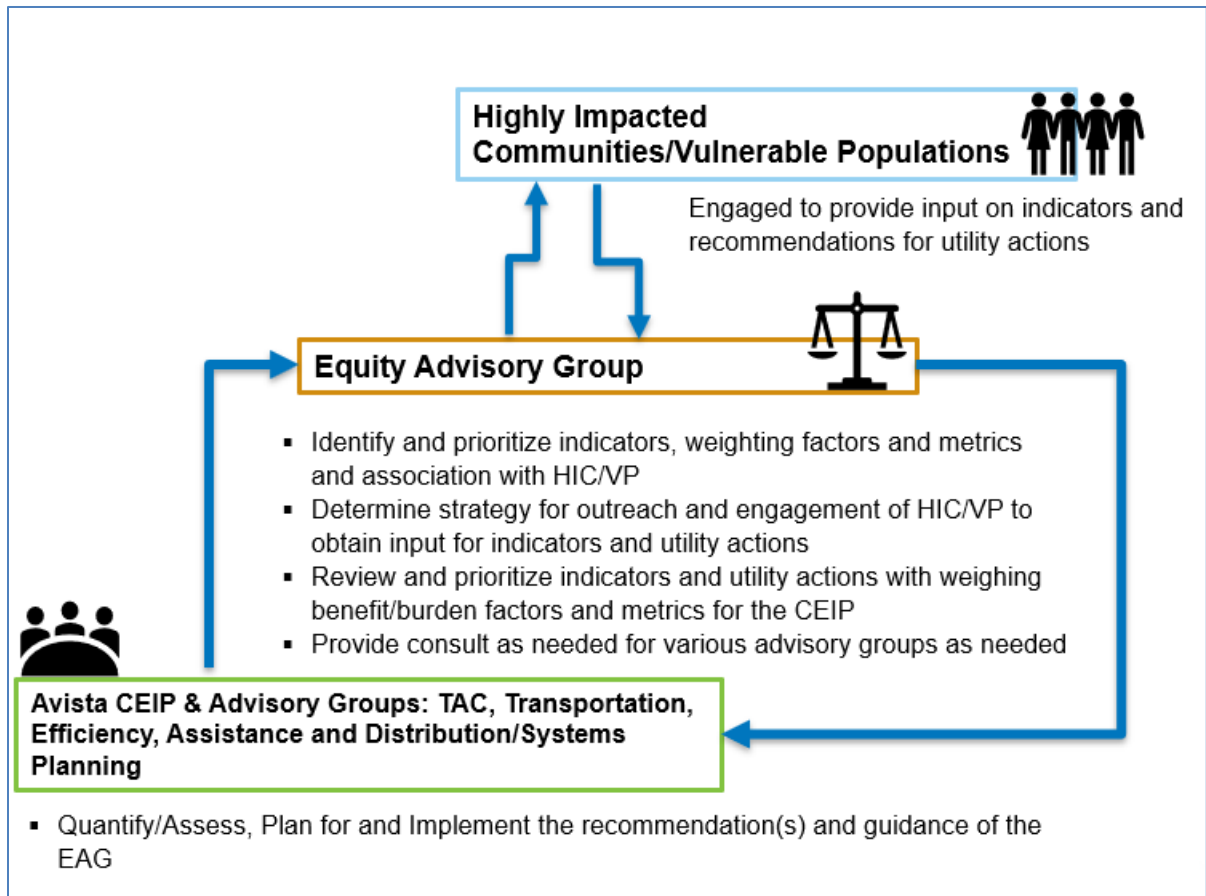 Highly Impacted
Communities/Vulnerable Populations
Engaged to provide input on indicators and
recommendations for utility actions
Equity Advisory Group
▪ Identify and prioritize indicators, weighting factors and metrics
and association with HIC/VP
▪ Determine strategy for outreach and engagement of HIC/VP to
obtain input for indicators and utility actions
▪ Review and prioritize indicators and utility actions with weighing
benefit/burden factors and metrics for the CEIP
▪ Provide consult as needed for various advisory groups as needed
Avista CEIP & Advisory Groups: TAC, Transportation,
Efficiency, Assistance and Distribution/Systems
Planning
▪ Quantify/Assess, Plan for and Implement the recommendation(s) and guidance of the
EAG